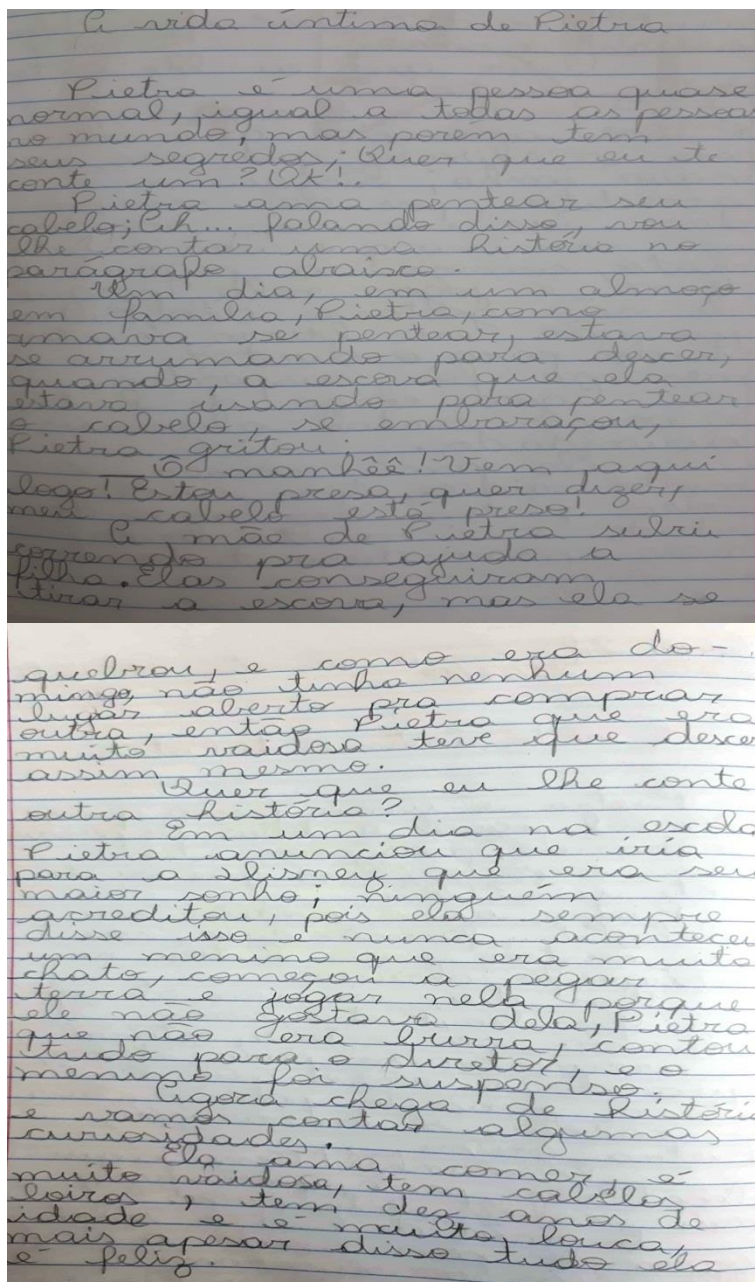 A vida íntima de Pietra
Pietra é uma pessoa quase
normal, igual a todas as pessoa
no mundo, mas porém tem
seus segredos; Quer que eu te
conte um? Ok!.
Pietra ama pentear seu
cabelo; Ah... falando disso, vou
lhe contar uma história no
parágrafo abraisco.
Um dia, em um almoço
em família, Pietra, como
amava se pentear, estava
se arrumando para descer,
quando, a escova que ela
estava usando para pentear
o cabelo, se embaraçou,
Pietra gritou:
_ Ô manhêê! Vem aqui
logo! Estou presa, quer dizer,
meu cabelo está preso!
A mãe de Pietra subiu
correndo pra ajuda a
filha. Elas conseguiram
tirar a escova, mas ela se
quebrou, e como era do-
mingo, não tinha nenhum
lugar aberto pra comprar
outra, então Pietra que era
muito vaidosa teve que descer
assim mesmo.
Quer que eu lhe conte
outra história?
Em um dia na escola
Pietra anunciou que iria
para a Disney que era seu
maior sonho; ninguém
acreditou, pois ela sempre
disse isso e nunca aconteceu
um menino que era muito
chato, começou a pegar
terra e jogar nela porque
ele não gostava dela, Pietra
que não era burra, contou
tudo para o diretor, e o
menino foi suspenso.
Agora chega de históri
e vamos contar algumas
curiosidades.
Ela ama comer, é
muito vaidosa, tem cabelos
loiros, tem dez anos de
idade e é muito louca,
mais apesar disso tudo ela
é feliz.